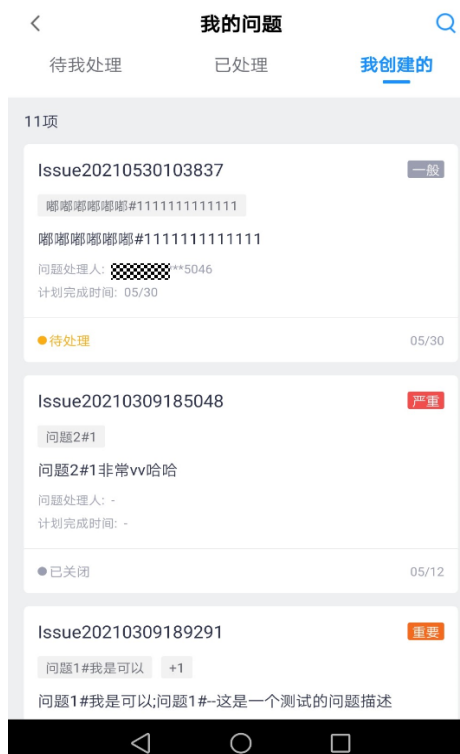 我的问题
待我处理 已处理 我创建的
11项
Issue20210530103837 一般
嘟嘟嘟嘟嘟嘟#1111111111111
嘟嘟嘟嘟嘟嘟#1111111111111
问题处理人: **5046
计划完成时间: 05/30
待处理 05/30
Issue20210309185048 严重
问题2#1
问题2#1非常vv哈哈
问题处理人: -
计划完成时间: -
已关闭 05/12
Issue20210309189291 重要
问题1#我是可以 +1
问题1#我是可以;问题1#--这是一个测试的问题描述